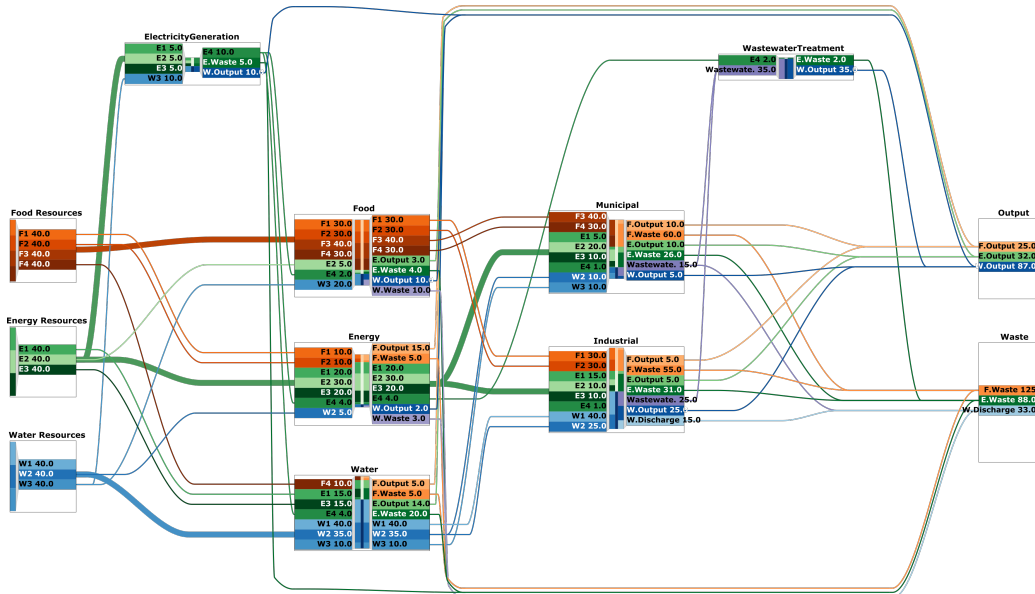 ElectricityGeneration
E1 5.0
E2 5.0
E3 5.0
W3 10.0
E4 10.0
E.Waste 5.0
W.Output 10.0
WastewaterTreatment
E4 2.0
Wastewate. 35.0
E.Waste 2.0
W.Output 35.0
Food Resources
F1 40.0
F2 40.0
F3 40.0
F4 40.0
Food
F1 30.0
F2 30.0
F3 40.0
F4 30.0
E2 5.0
E4 2.0
W3 20.0
F1 30.0
F2 30.0
F3 40.0
F4 30.0
E.Output 3.0
E.Waste 4.0
W.Output 10.0
W.Waste 10.0
Municipal
F3 40.0
F4 30.0
E1 5.0
E2 20.0
E3 10.0
E4 1.0
W2 10.0
W3 10.0
F.Output 10.0
F.Waste 60.0
E.Output 10.0
E.Waste 26.0
Wastewate. 15.0
W.Output 5.0
Output
F.Output 25.0
E.Output 32.0
W.Output 87.0
Energy Resources
E1 40.0
E2 40.0
E3 40.0
Energy
F1 10.0
F2 10.0
E1 20.0
E2 30.0
E3 20.0
E4 4.0
W2 5.0
F.Output 15.0
F.Waste 5.0
E1 20.0
E2 30.0
E3 20.0
E4 4.0
W.Output 2.0
W.Waste 3.0
Industrial
F1 30.0
F2 30.0
E1 15.0
E2 10.0
E3 10.0
E4 1.0
W1 40.0
W2 25.0
F.Output 5.0
F.Waste 55.0
E.Output 5.0
E.Waste 31.0
Wastewate. 25.0
W.Output 25.0
W.Discharge 15.0
Waste
F.Waste 125
E.Waste 88.0
W.Discharge 33.0
Water Resources
W1 40.0
W2 40.0
W3 40.0
Water
F4 10.0
E1 15.0
E3 15.0
E4 4.0
W1 40.0
W2 35.0
W3 10.0
F.Output 5.0
F.Waste 5.0
E.Output 14.0
E.Waste 20.0
W1 40.0
W2 35.0
W3 10.0